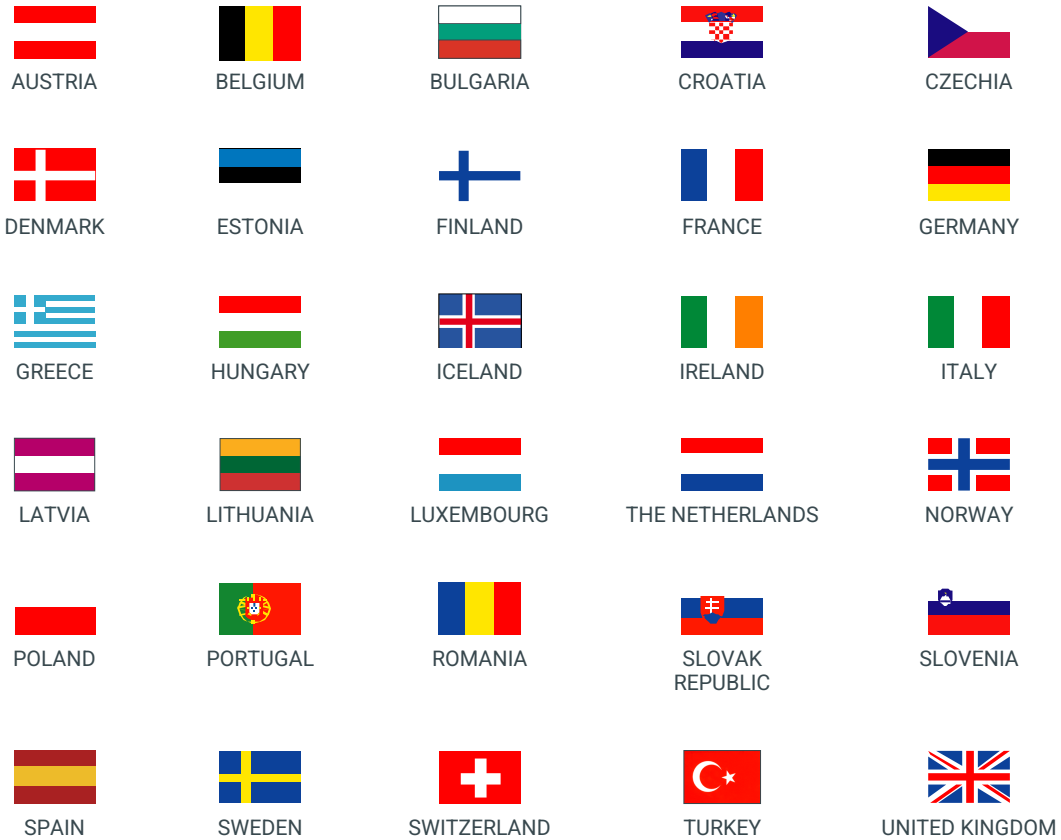 AUSTRIA
BELGIUM
BULGARIA
CROATIA
CZECHIA
DENMARK
ESTONIA
FINLAND
FRANCE
GERMANY
GREECE
HUNGARY
ICELAND
IRELAND
ITALY
LATVIA
LITHUANIA
LUXEMBOURG
THE NETHERLANDS
NORWAY
POLAND
PORTUGAL
ROMANIA
SLOVAK
REPUBLIC
SLOVENIA
SPAIN
SWEDEN
SWITZERLAND
TURKEY
UNITED KINGDOM